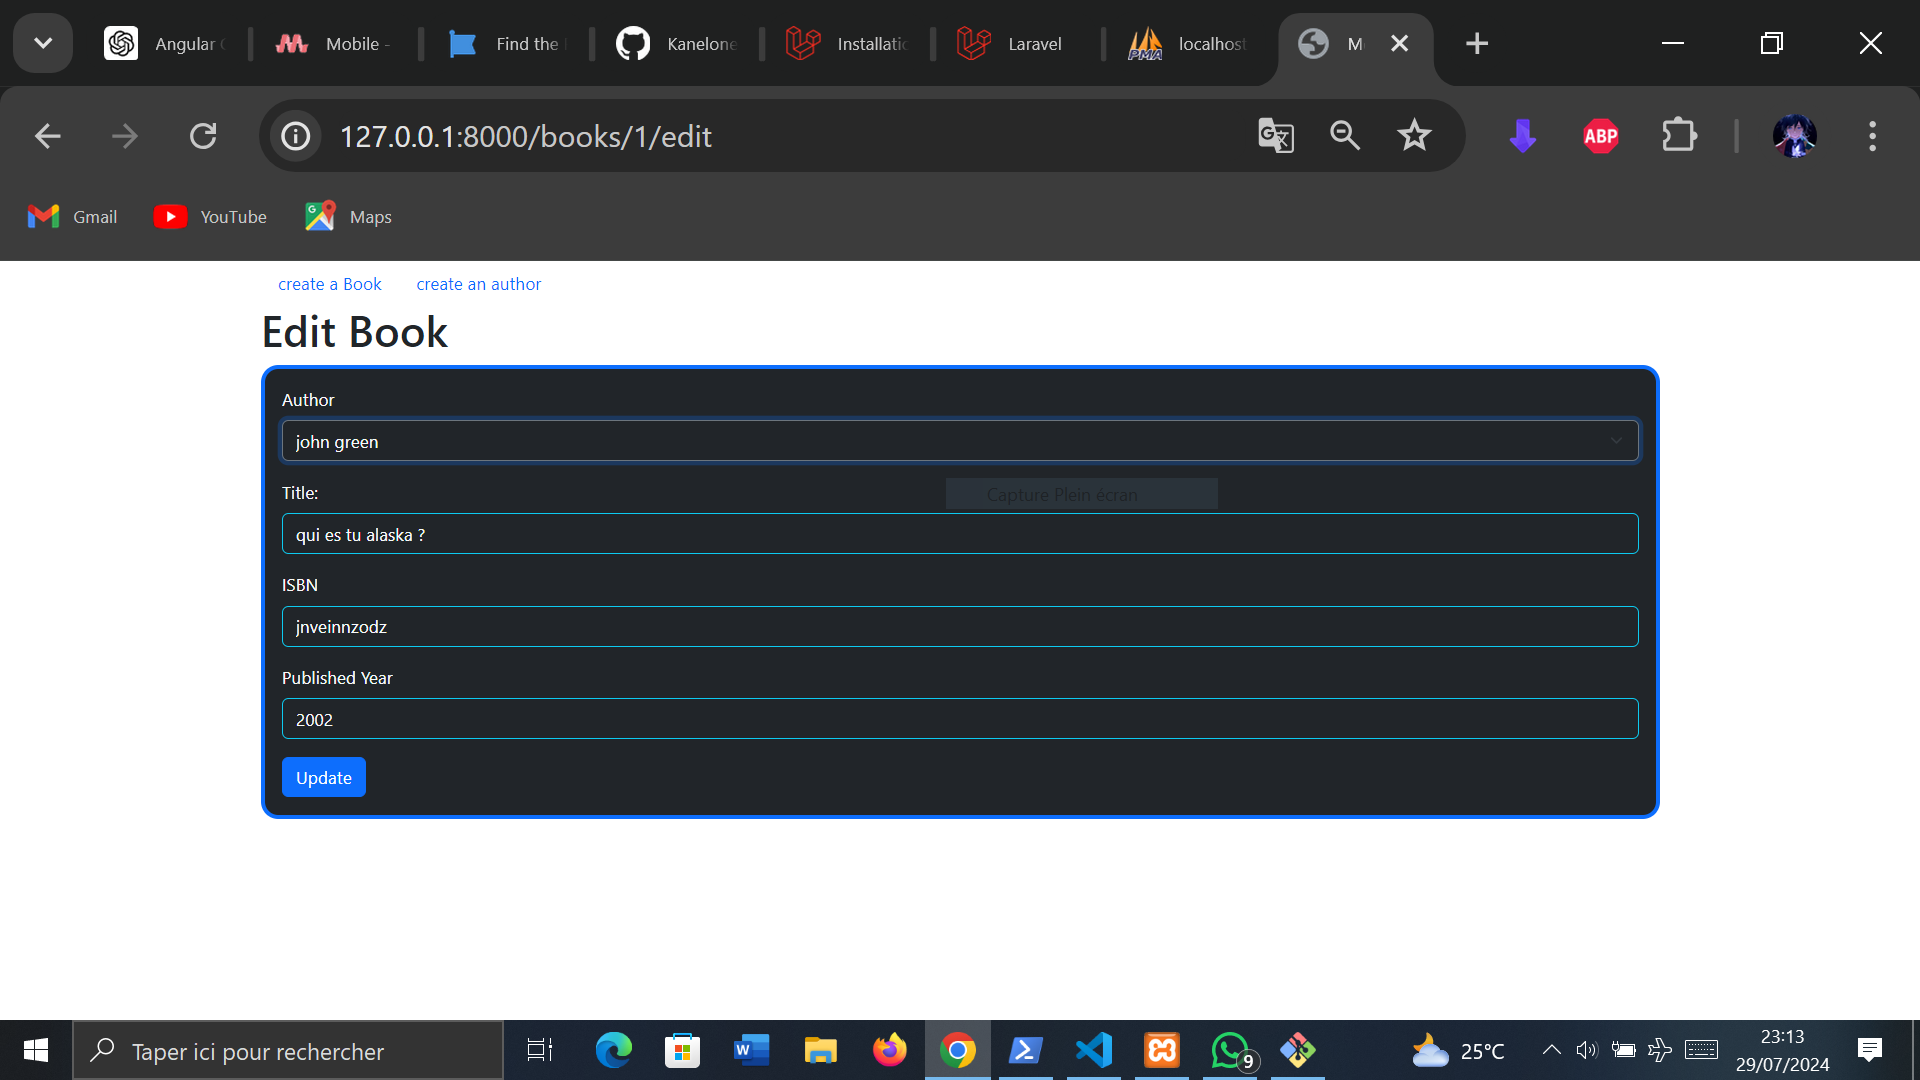 Angular
Mobile -
Find the
Kanelone
Installatio
Laravel
localhost
M
127.0.0.1:8000/books/1/edit
ABP
Gmail
YouTube
Maps
create a Book
create an author
Edit Book
Author
john green
Capture Plein écran
Title:
qui es tu alaska ?
ISBN
jnveinnzodz
Published Year
2002
Update
Taper ici pour rechercher
9
25°C
23:13
29/07/2024